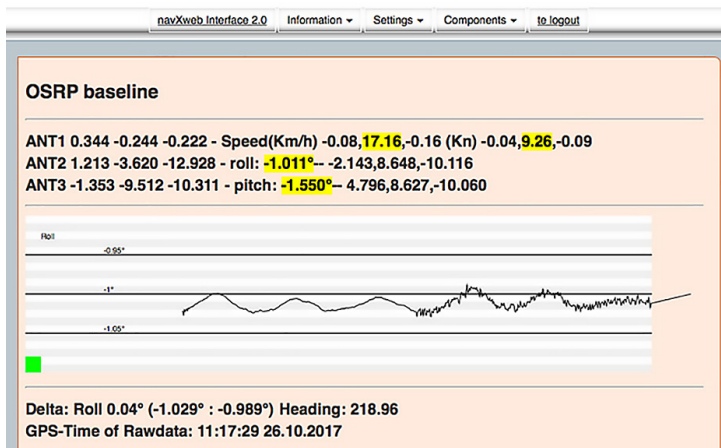 navXweb Interface 2.0 Information Settings Components te logout
OSRP baseline
ANT1 0.344 -0.244 -0.222 - Speed(Km/h) -0.08,17.16,-0.16 (Kn) -0.04,9.26,-0.09
ANT2 1.213 -3.620 -12.928 - roll: -1.011°-- -2.143,8.648,-10.116
ANT3 -1.353 -9.512 -10.311 - pitch: -1.550°-- 4.796,8.627,-10.060
Roll
-0.95°
-1°
-1.05°
Delta: Roll 0.04° (-1.029° : -0.989°) Heading: 218.96
GPS-Time of Rawdata: 11:17:29 26.10.2017